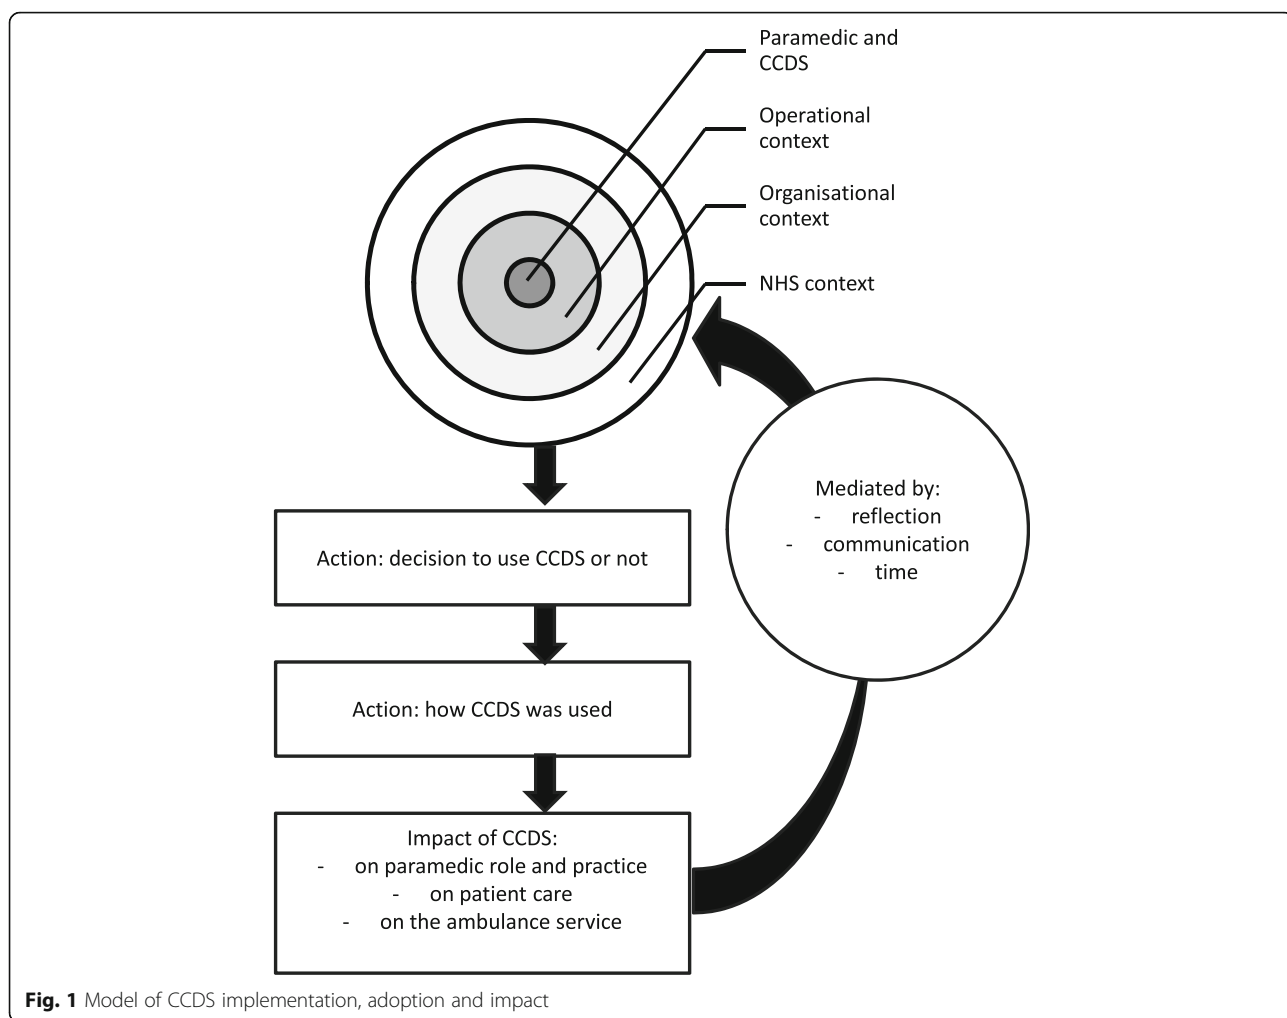 Paramedic and
CCDS
Operational
context
Organisational
context
NHS context
Mediated by:
- reflection
- communication
- time
Action: decision to use CCDS or not
Action: how CCDS was used
Impact of CCDS:
- on paramedic role and practice
- on patient care
- on the ambulance service
Fig. 1 Model of CCDS implementation, adoption and impact